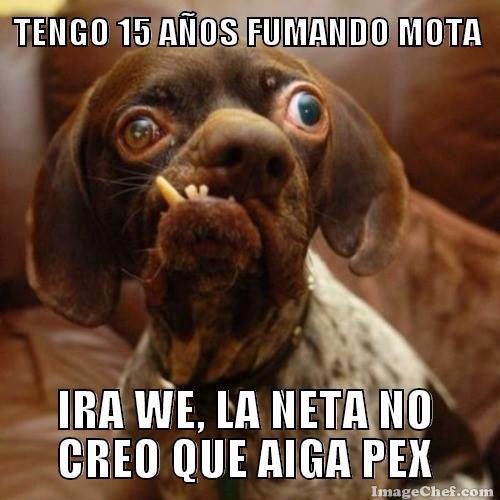 TENGO 15 AÑOS FUMANDO MOTA
IRA WE, LA NETA NO
CREO QUE AIGA PEX
ImageChef.com